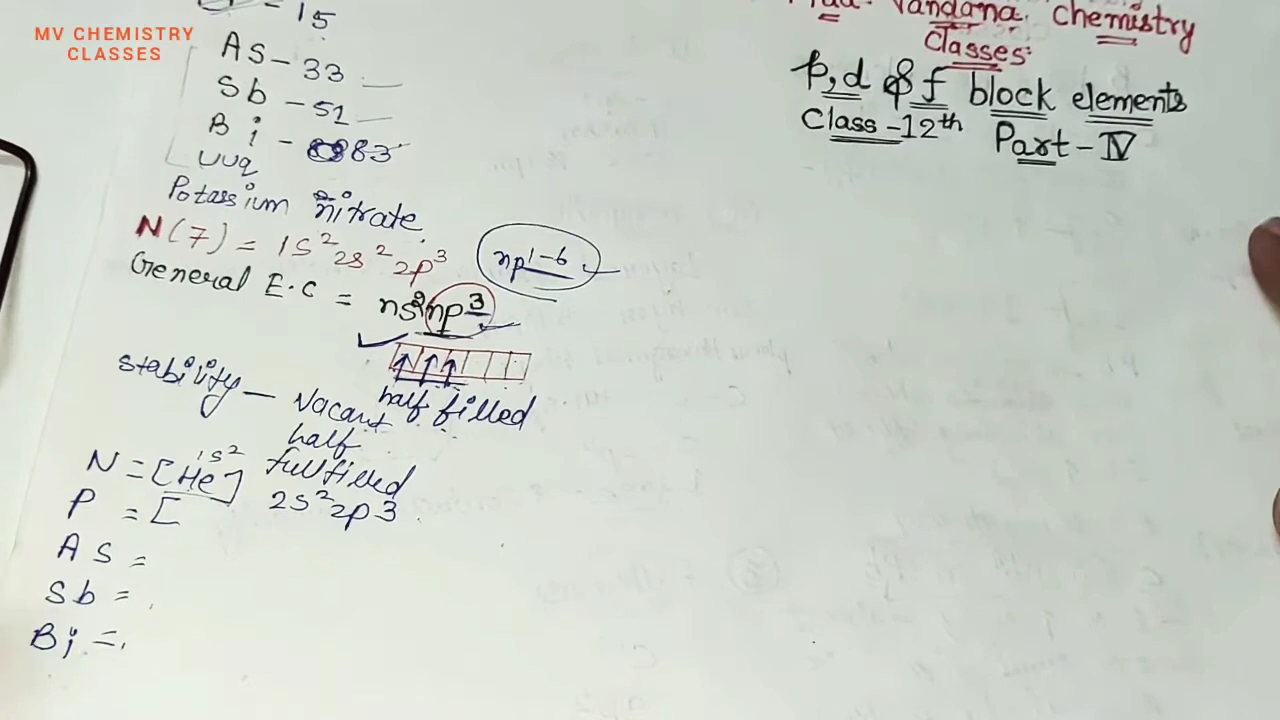 MV CHEMISTRY
CLASSES
- 15
As - 33
Sb - 51
Bi - 83
UUq
Potassium nitrate
N(7) = 1s² 2s² 2p³
np¹⁻⁶
General E.C = ns² np³
Stability - Vacant
half filled
half
fullfilled
N = [He] 2s² 2p3
1s²
P = [
As =
Sb =
Bi =
Vandana Chemistry
Classes:
p, d & f block elements
Class - 12th Part - IV